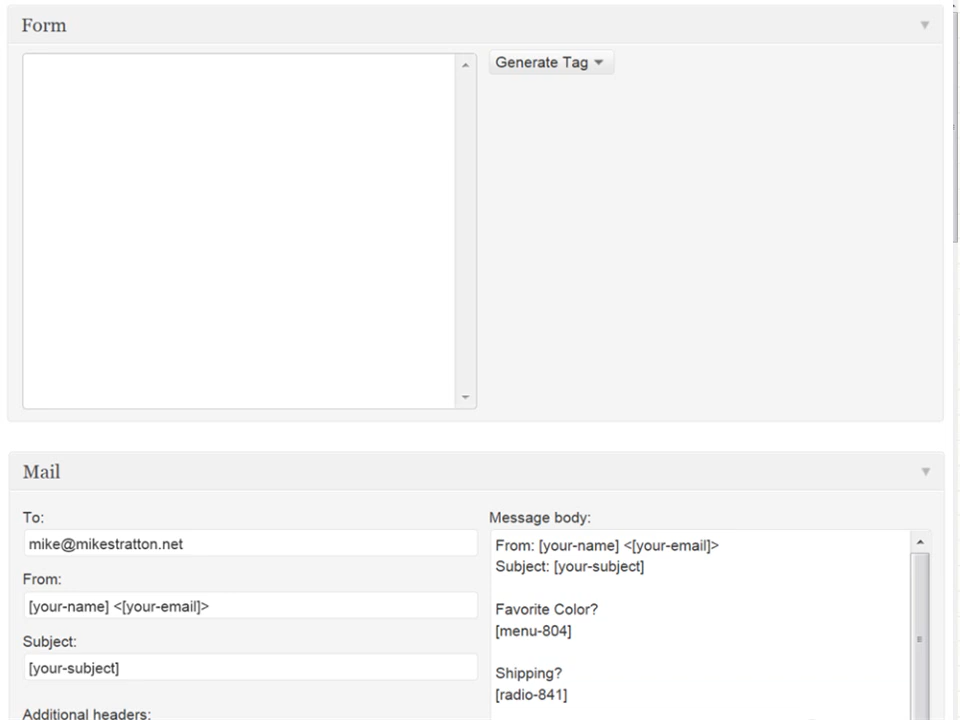 Form
Generate Tag
Mail
To:
mike@mikestratton.net
From:
[your-name] <[your-email]>
Subject:
[your-subject]
Additional headers:
Message body:
From: [your-name] <[your-email]>
Subject: [your-subject]
Favorite Color?
[menu-804]
Shipping?
[radio-841]